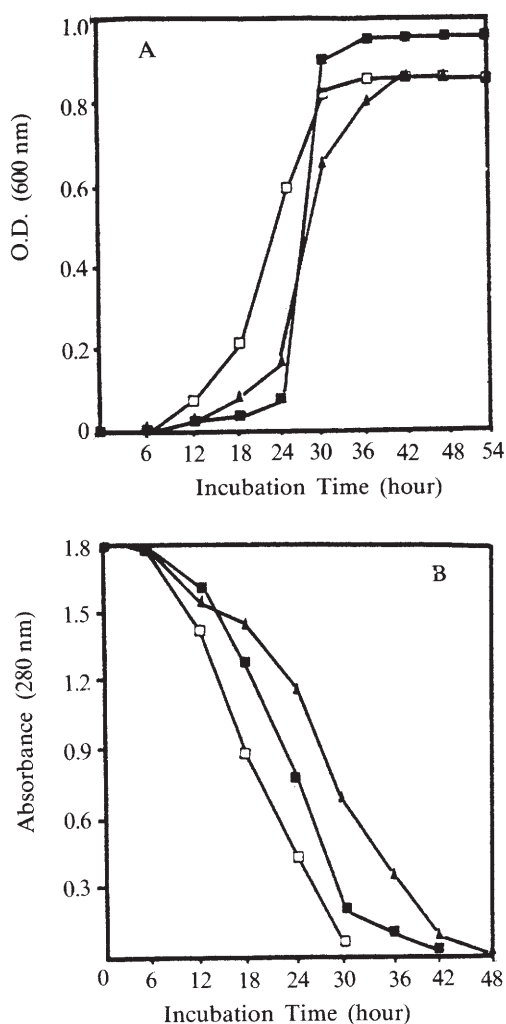 1.0
A
0.8
0.6
0.4
0.2
0
O.D. (600 nm)
6 12 18 24 30 36 42 48 54
Incubation Time (hour)
1.8
B
1.5
1.2
0.9
0.6
0.3
Absorbance (280 nm)
0 6 12 18 24 30 36 42 48
Incubation Time (hour)